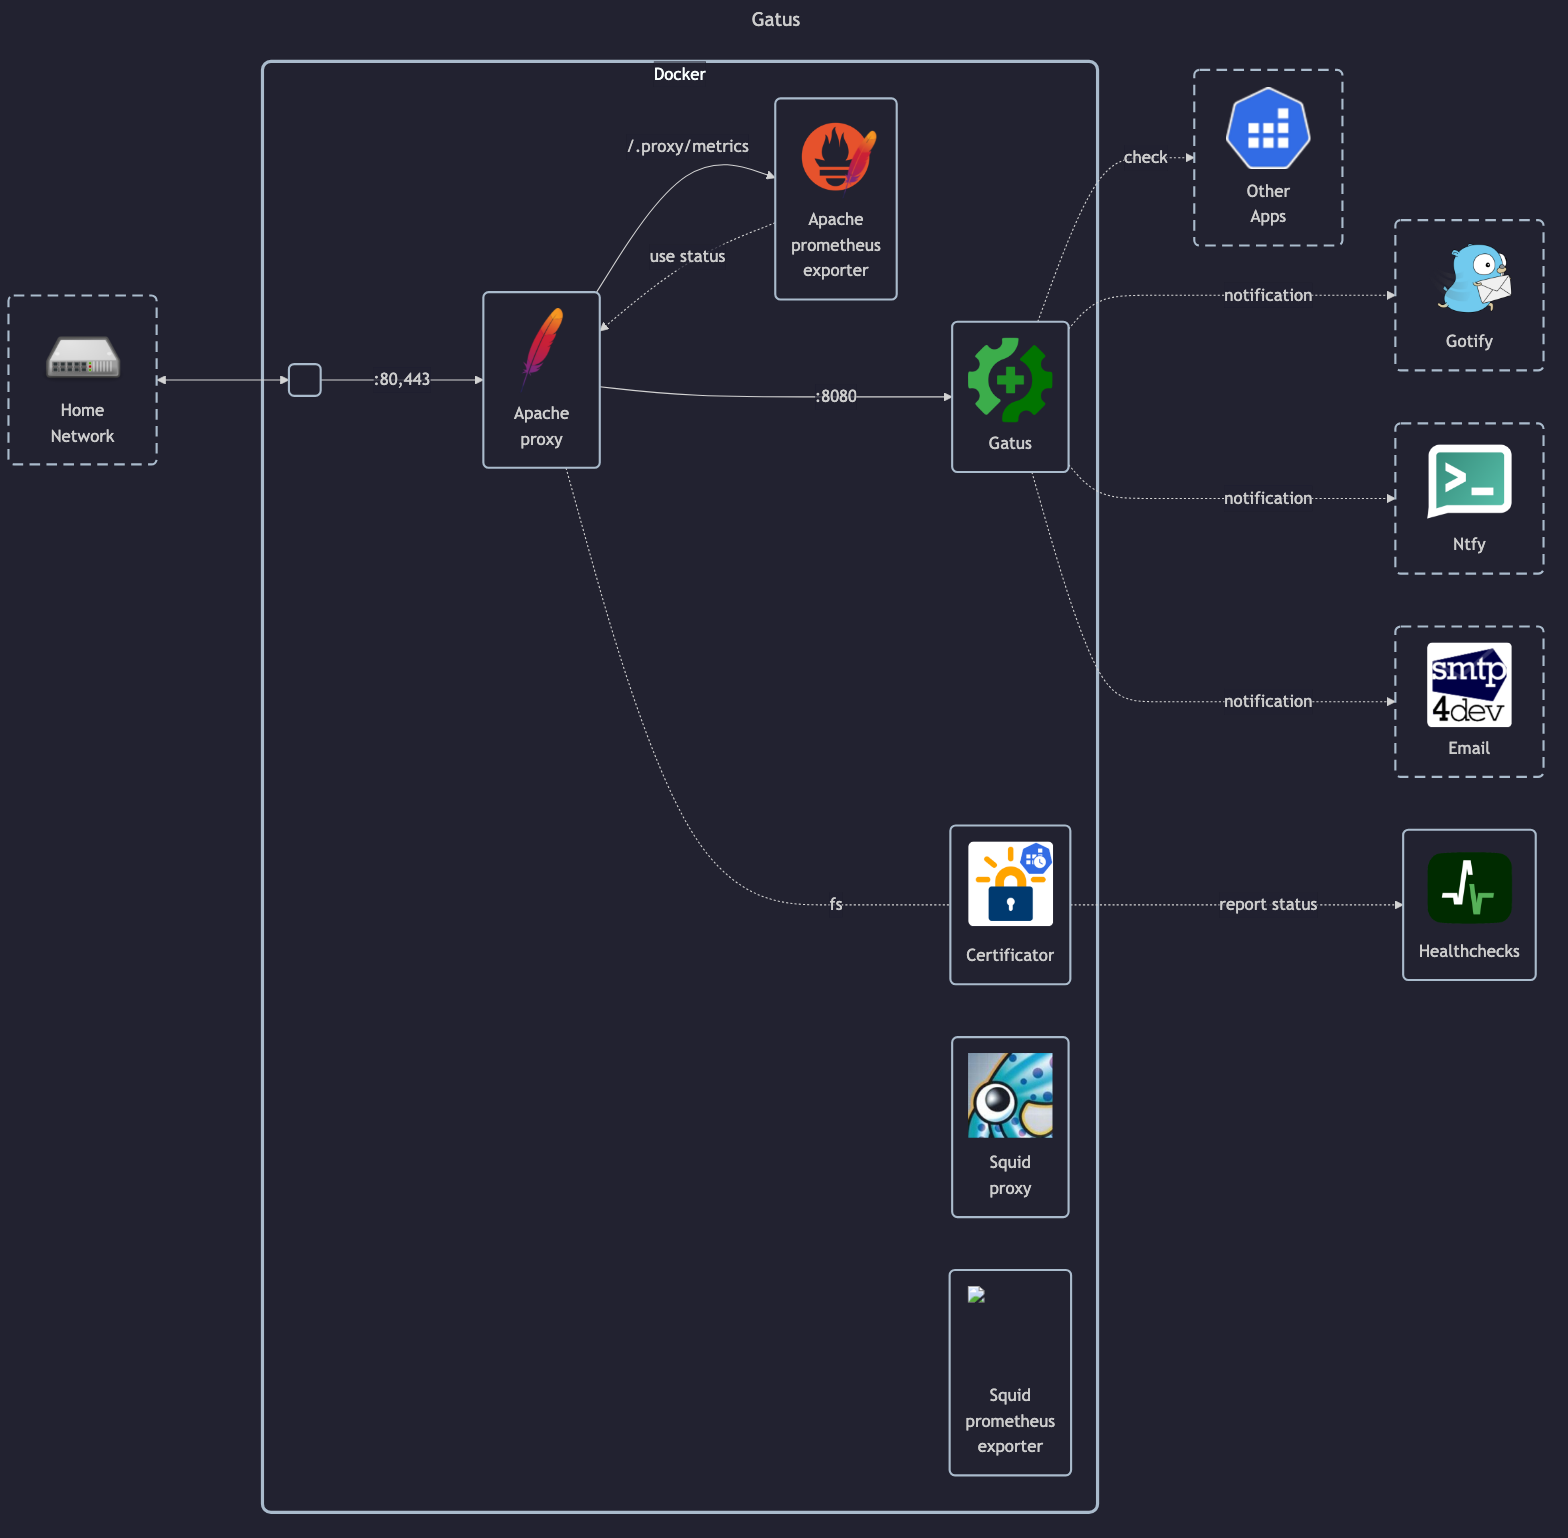 Gatus
Docker
/.proxy/metrics
Apache
prometheus
exporter
use status
Home
Network
:80,443
Apache
proxy
:8080
Gatus
check
Other
Apps
notification
Gotify
notification
Ntfy
notification
smtp
4dev
Email
fs
Certificator
report status
Healthchecks
Squid
proxy
Squid
prometheus
exporter